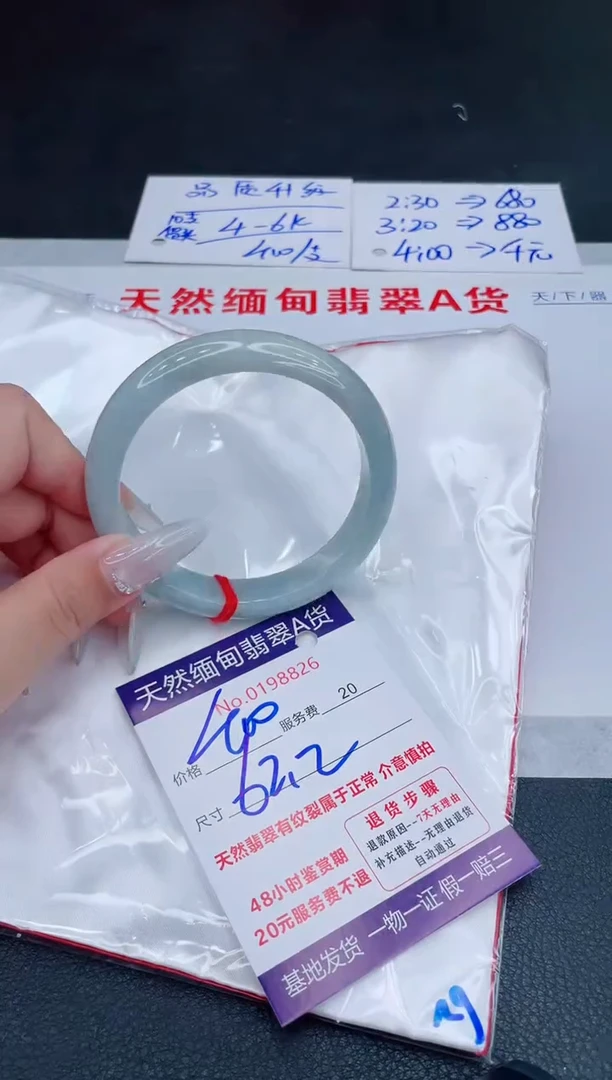 品质升级
4-6k
400/支
2:30 ⇒ 680
3:20 ⇒ 880
4:00 → 4元
天然缅甸翡翠A货
天/下/翡
天然缅甸翡翠A货
No.0198826
价格 400 服务费 20
尺寸 62.2
天然翡翠有纹裂属于正常 介意慎拍
48小时鉴赏期
20元服务费不退
退货步骤
退款原因--7天无理由
补充描述--无理由退货
自动通过
基地发货 一物一证 假一赔三